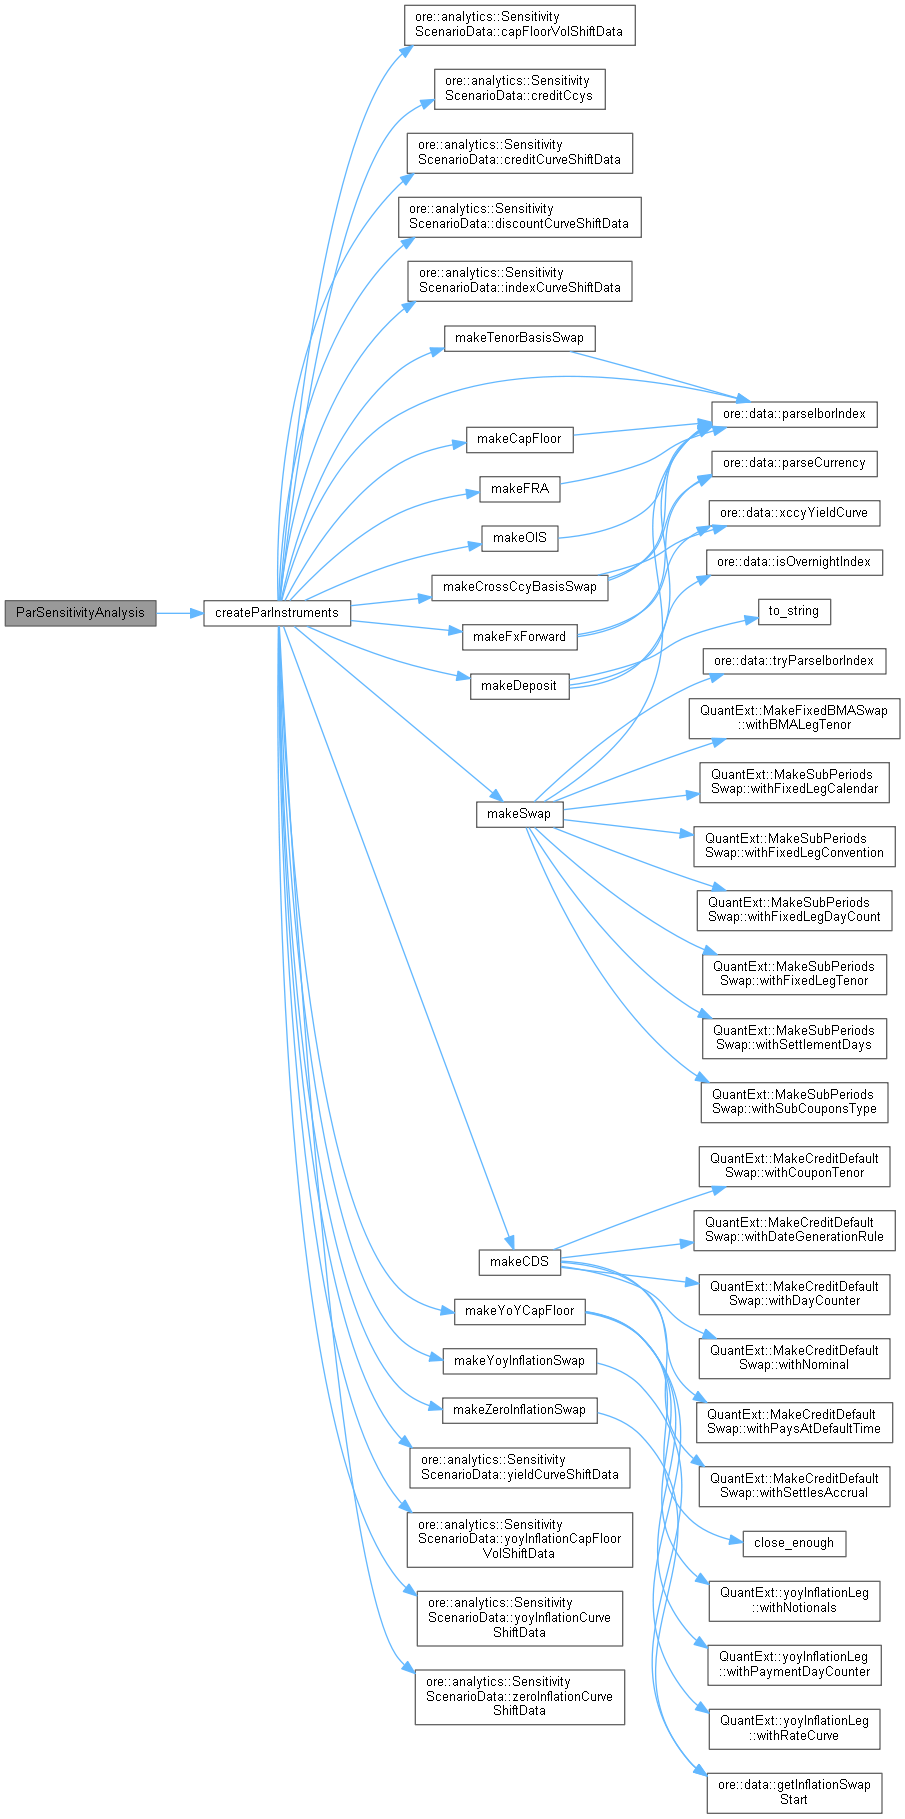 ore::analytics::Sensitivity
ScenarioData::capFloorVolShiftData
ore::analytics::Sensitivity
ScenarioData::creditCcys
ore::analytics::Sensitivity
ScenarioData::creditCurveShiftData
ore::analytics::Sensitivity
ScenarioData::discountCurveShiftData
ore::analytics::Sensitivity
ScenarioData::indexCurveShiftData
makeTenorBasisSwap
ore::data::parseIborIndex
makeCapFloor
ore::data::parseCurrency
makeFRA
ore::data::xccyYieldCurve
makeOIS
ore::data::isOvernightIndex
makeCrossCcyBasisSwap
ParSensitivityAnalysis
createParInstruments
to_string
makeFxForward
ore::data::tryParseIborIndex
makeDeposit
QuantExt::MakeFixedBMASwap
::withBMALegTenor
QuantExt::MakeSubPeriods
Swap::withFixedLegCalendar
makeSwap
QuantExt::MakeSubPeriods
Swap::withFixedLegConvention
QuantExt::MakeSubPeriods
Swap::withFixedLegDayCount
QuantExt::MakeSubPeriods
Swap::withFixedLegTenor
QuantExt::MakeSubPeriods
Swap::withSettlementDays
QuantExt::MakeSubPeriods
Swap::withSubCouponsType
QuantExt::MakeCreditDefault
Swap::withCouponTenor
QuantExt::MakeCreditDefault
Swap::withDateGenerationRule
makeCDS
QuantExt::MakeCreditDefault
Swap::withDayCounter
makeYoYCapFloor
QuantExt::MakeCreditDefault
Swap::withNominal
makeYoyInflationSwap
makeZeroInflationSwap
QuantExt::MakeCreditDefault
Swap::withPaysAtDefaultTime
ore::analytics::Sensitivity
ScenarioData::yieldCurveShiftData
QuantExt::MakeCreditDefault
Swap::withSettlesAccrual
ore::analytics::Sensitivity
ScenarioData::yoyInflationCapFloor
VolShiftData
close_enough
ore::analytics::Sensitivity
ScenarioData::yoyInflationCurve
ShiftData
QuantExt::yoyInflationLeg
::withNotionals
QuantExt::yoyInflationLeg
::withPaymentDayCounter
ore::analytics::Sensitivity
ScenarioData::zeroInflationCurve
ShiftData
QuantExt::yoyInflationLeg
::withRateCurve
ore::data::getInflationSwap
Start